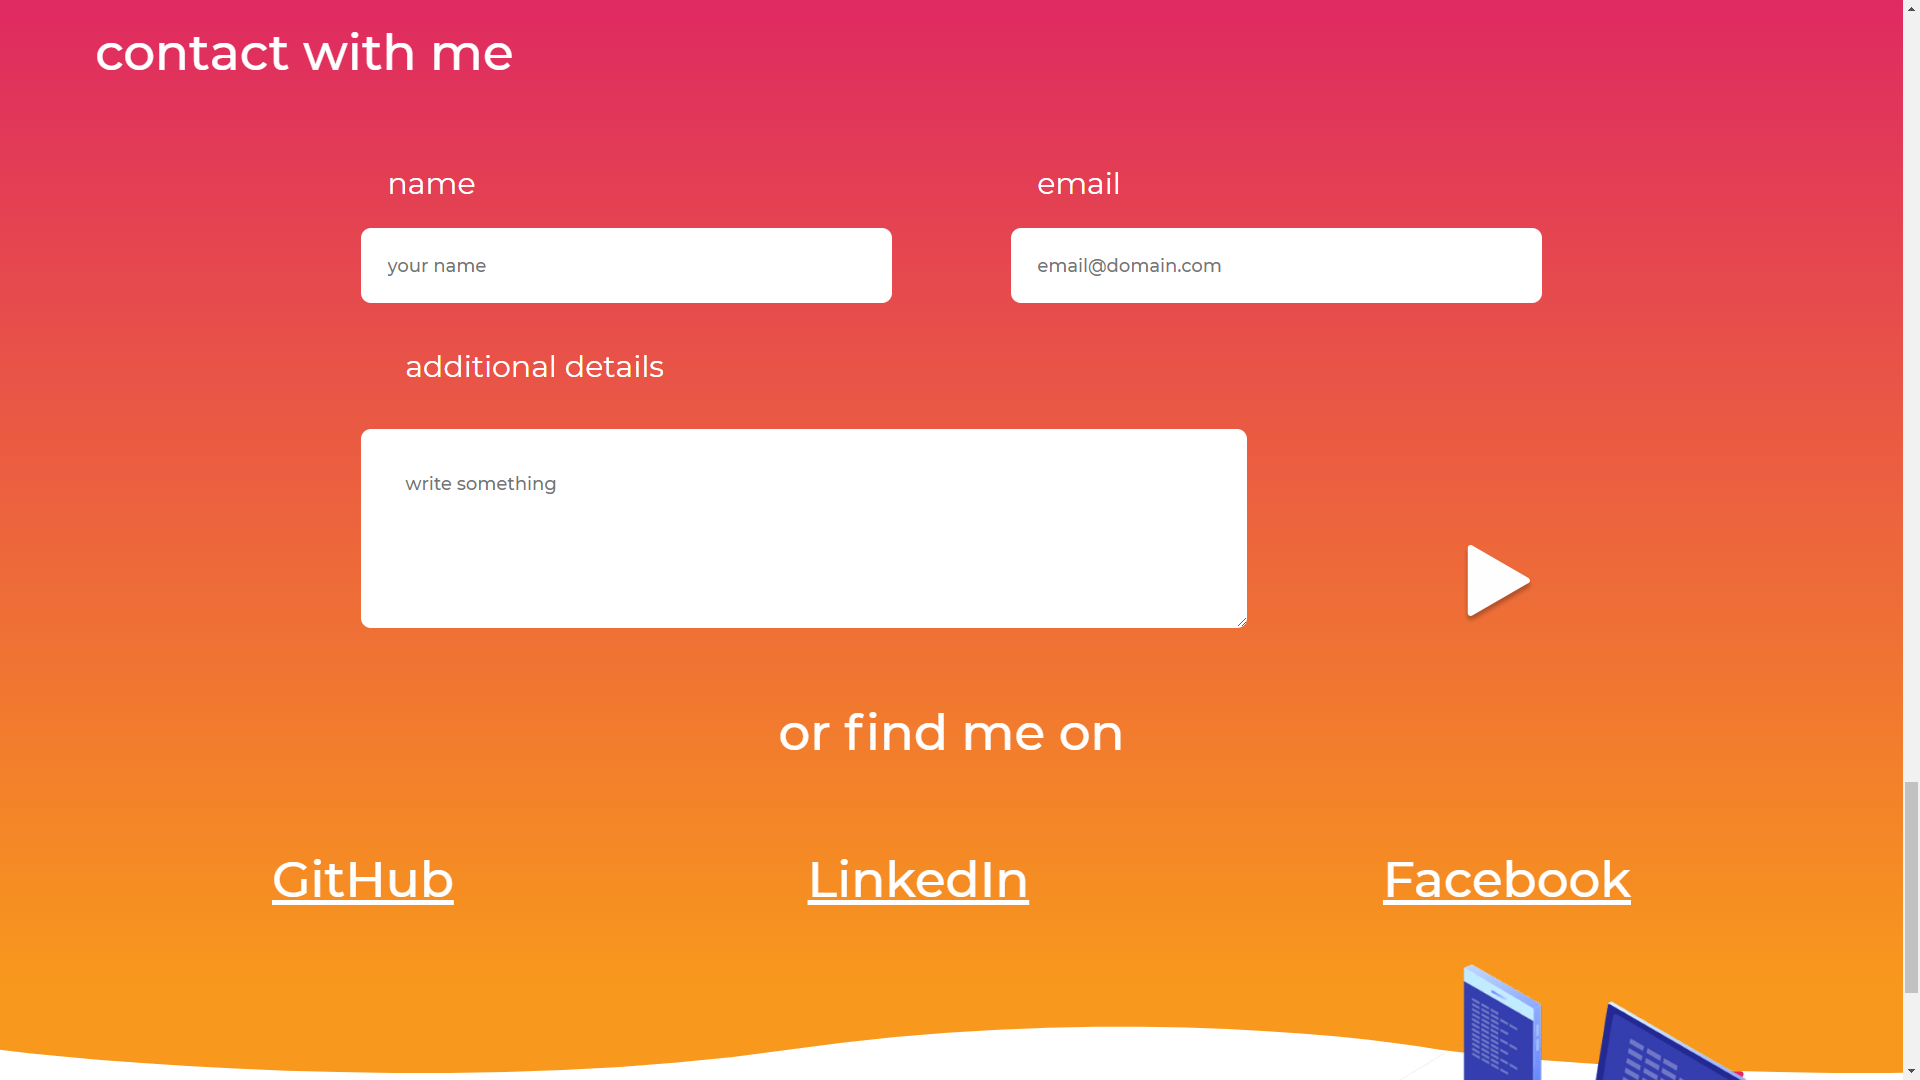 contact with me
name
email
your name
email@domain.com
additional details
write something
or find me on
GitHub
LinkedIn
Facebook